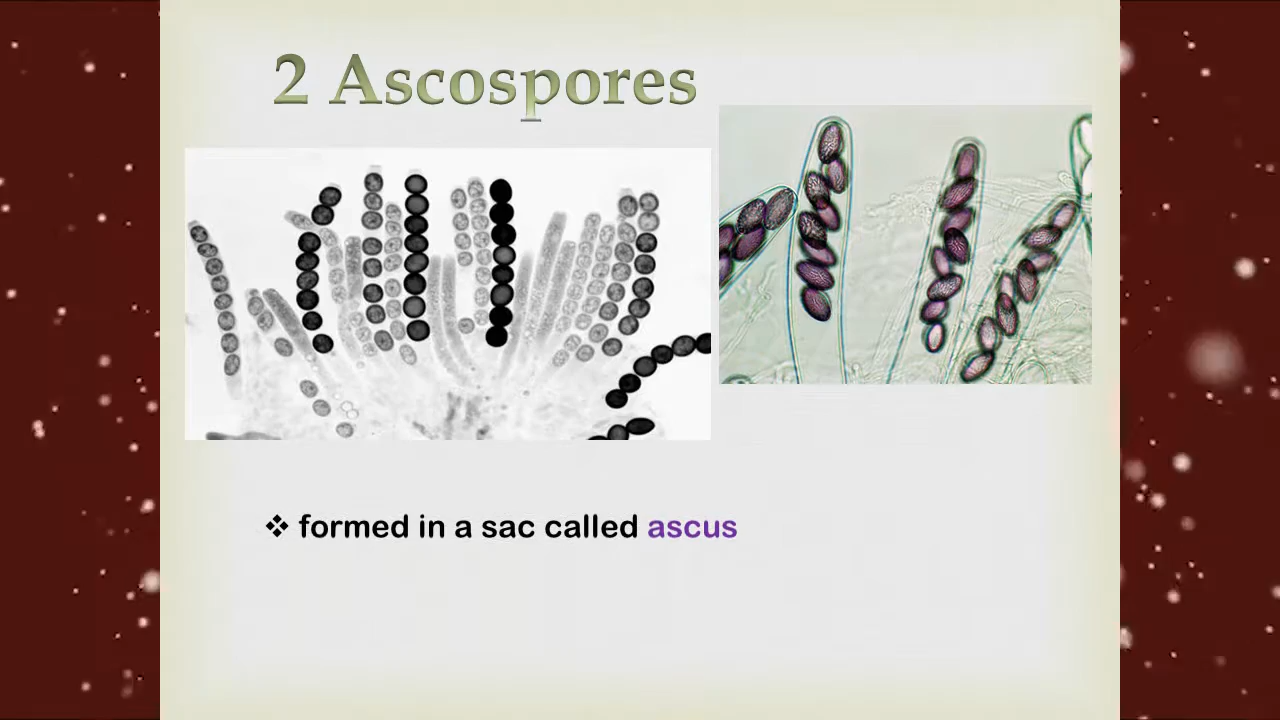 2 Ascospores
❖ formed in a sac called ascus